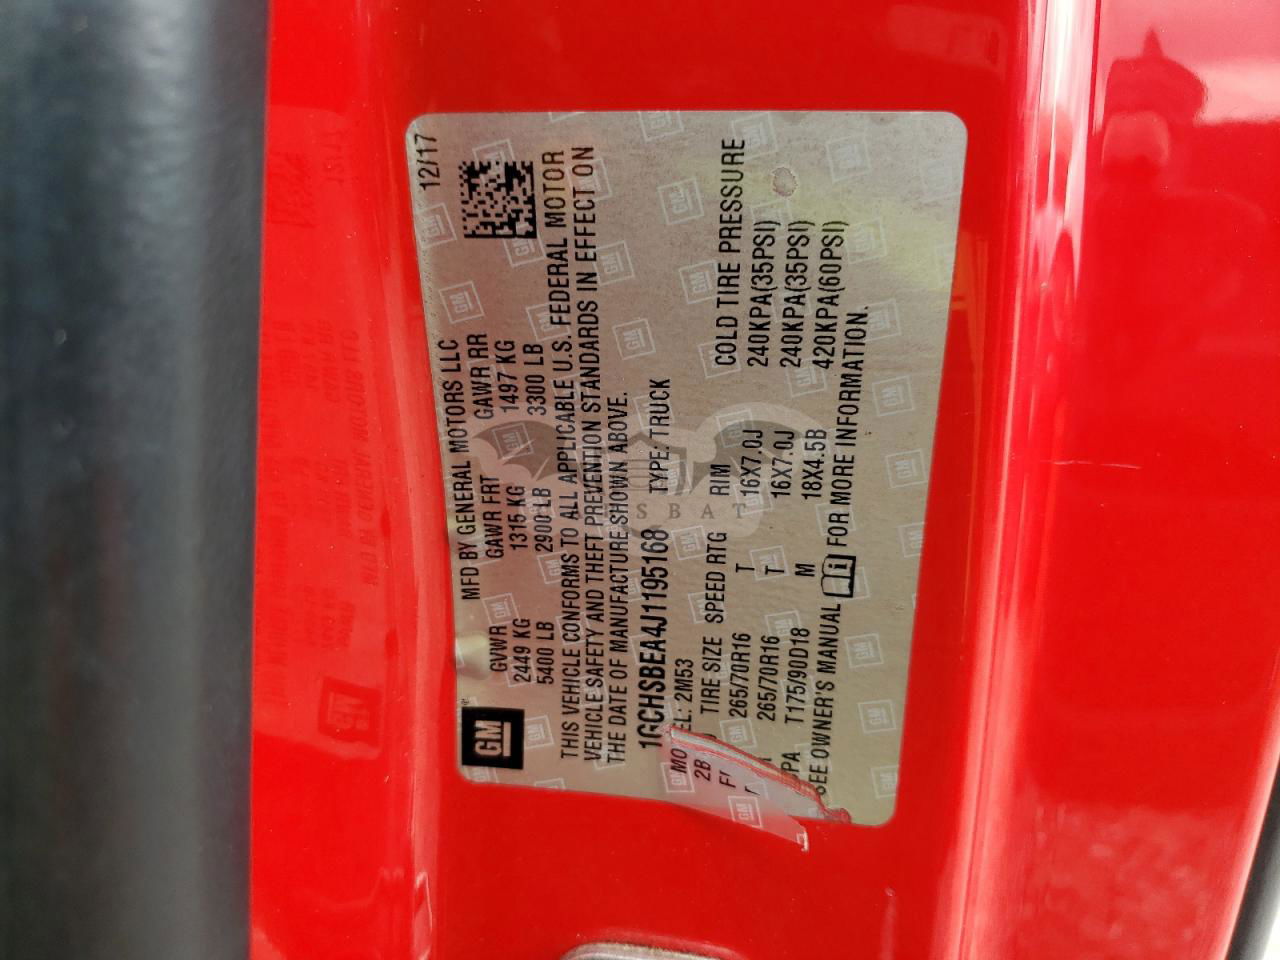 12/17
MFD BY GENERAL MOTORS LLC
GVWR GAWR FRT GAWR RR
2449 KG 1315 KG 1497 KG
5400 LB 2900 LB 3300 LB
GM
THIS VEHICLE CONFORMS TO ALL APPLICABLE U.S. FEDERAL MOTOR
VEHICLE SAFETY AND THEFT PREVENTION STANDARDS IN EFFECT ON
THE DATE OF MANUFACTURE SHOWN ABOVE.
1GCHSBEA4J1195168 TYPE: TRUCK
MO EL: 2M53
2B TIRE SIZE SPEED RTG RIM COLD TIRE PRESSURE
265/70R16 T 16X7.0J 240KPA(35PSI)
265/70R16 T 16X7.0J 240KPA(35PSI)
PA T175/90D18 M 18X4.5B 420KPA(60PSI)
SEE OWNER'S MANUAL FOR MORE INFORMATION.